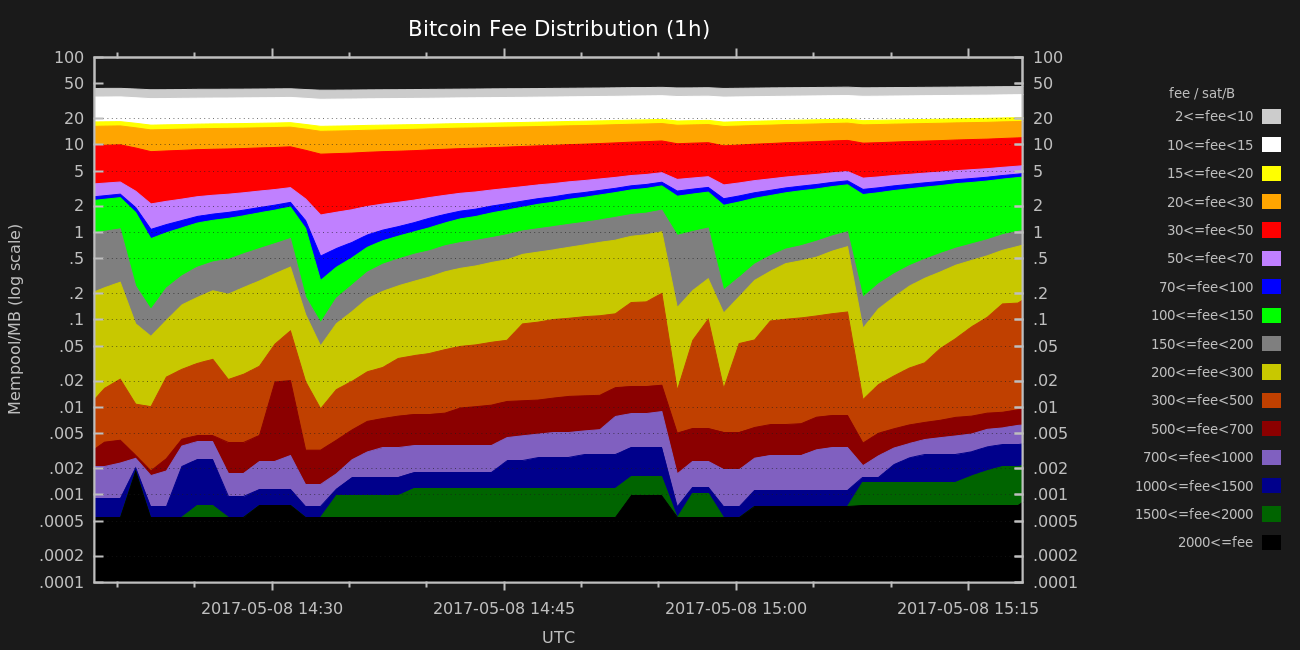 Bitcoin Fee Distribution (1h)
100
50
20
10
5
2
1
.5
.2
.1
.05
.02
.01
.005
.002
.001
.0005
.0002
.0001
Mempool/MB (log scale)
100
50
20
10
5
2
1
.5
.2
.1
.05
.02
.01
.005
.002
.001
.0005
.0002
.0001
2017-05-08 14:30
2017-05-08 14:45
2017-05-08 15:00
2017-05-08 15:15
UTC
fee / sat/B
2<=fee<10
10<=fee<15
15<=fee<20
20<=fee<30
30<=fee<50
50<=fee<70
70<=fee<100
100<=fee<150
150<=fee<200
200<=fee<300
300<=fee<500
500<=fee<700
700<=fee<1000
1000<=fee<1500
1500<=fee<2000
2000<=fee